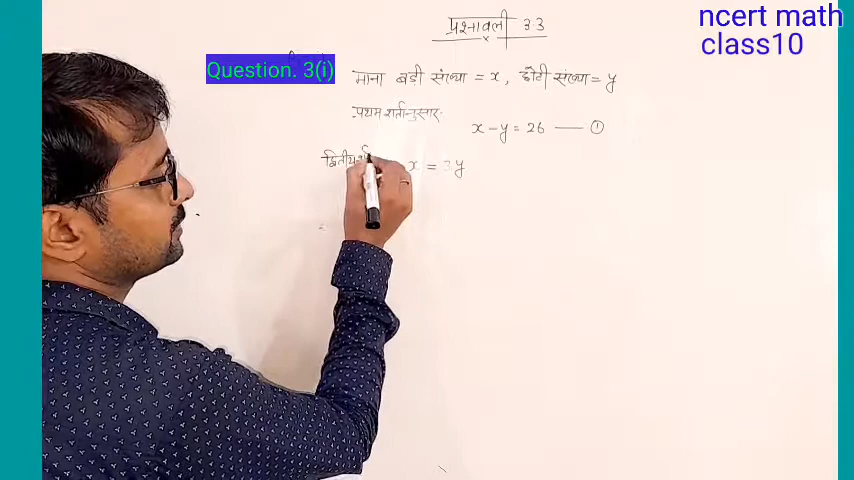 ncert math
class10
प्रश्नावली 3.3
Question. 3(i)
माना बड़ी संख्या = x, छोटी संख्या = y
प्रथम शर्तानुसार-
x - y = 26 —— ①
द्वितीय x = 3y